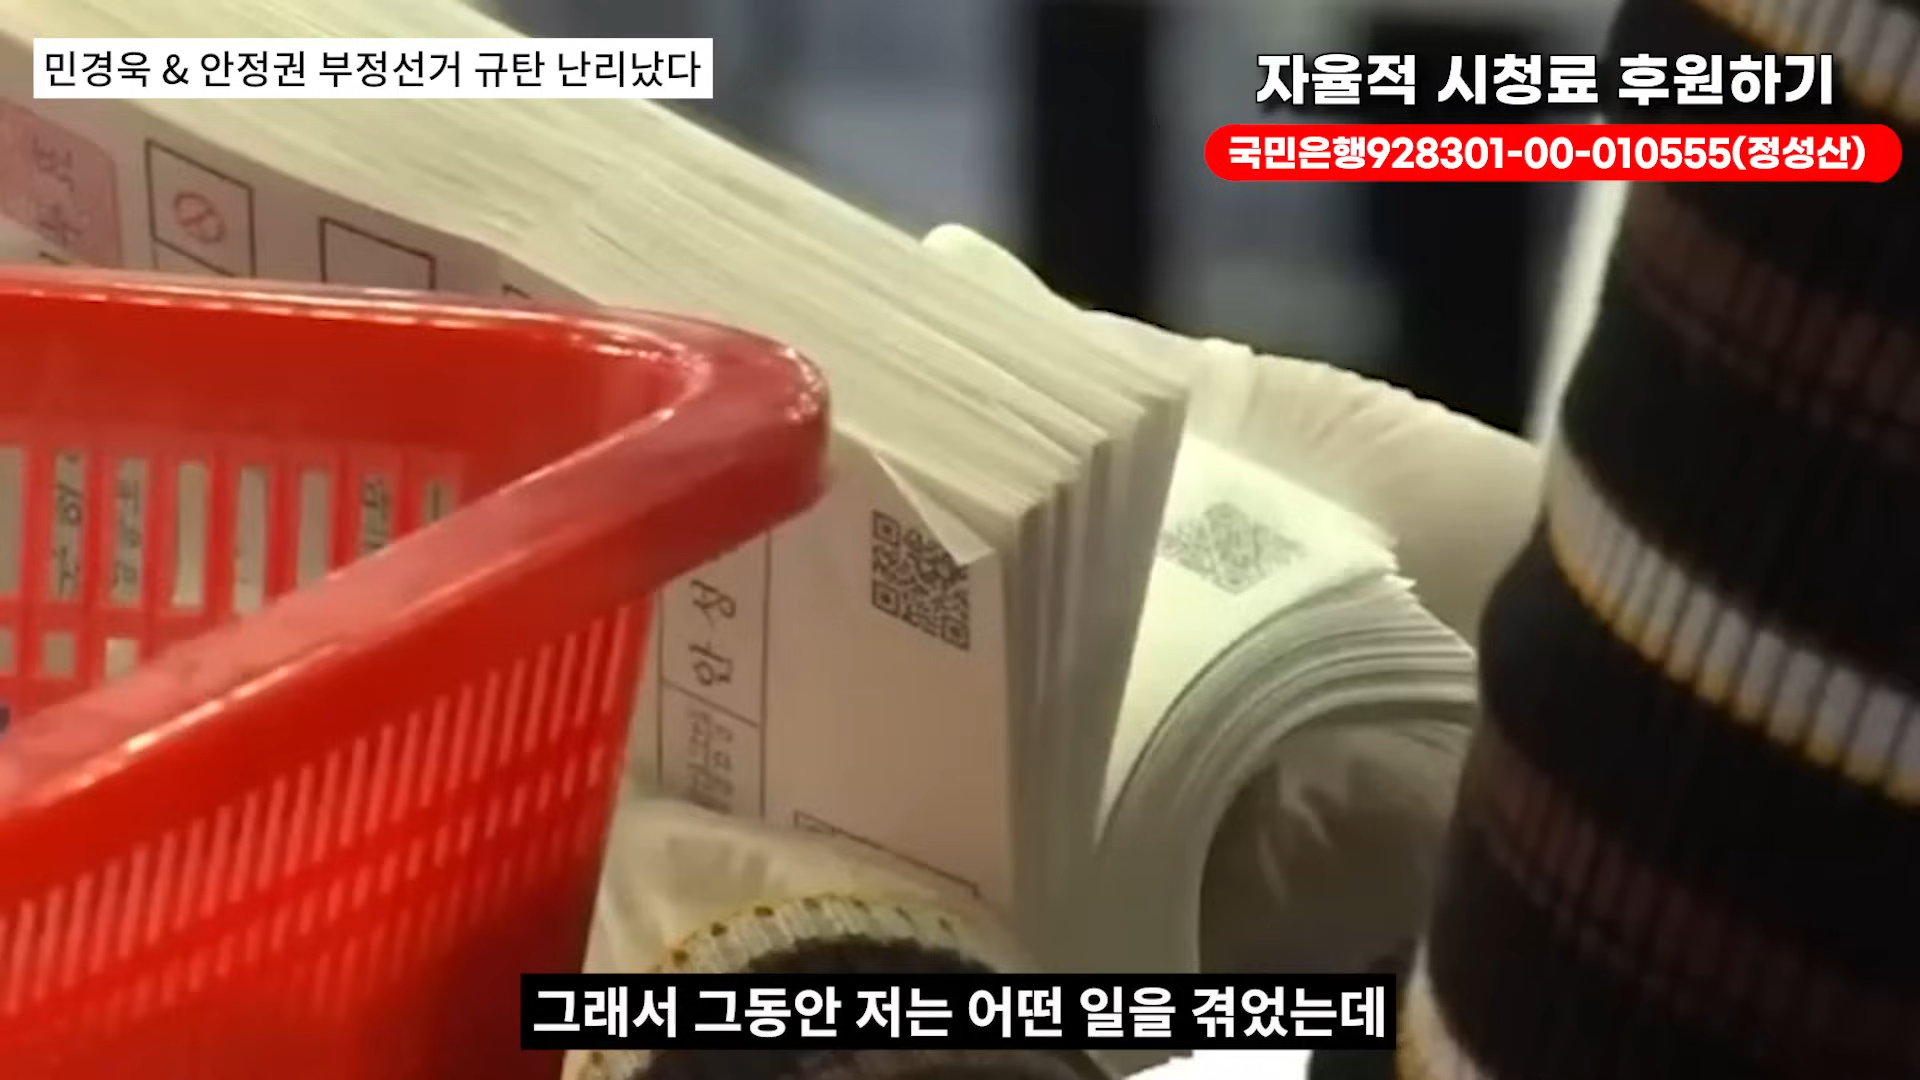 민경욱 & 안정권 부정선거 규탄 난리났다
자율적 시청료 후원하기
국민은행928301-00-010555(정성산)
안성
그래서 그동안 저는 어떤 일을 겪었는데